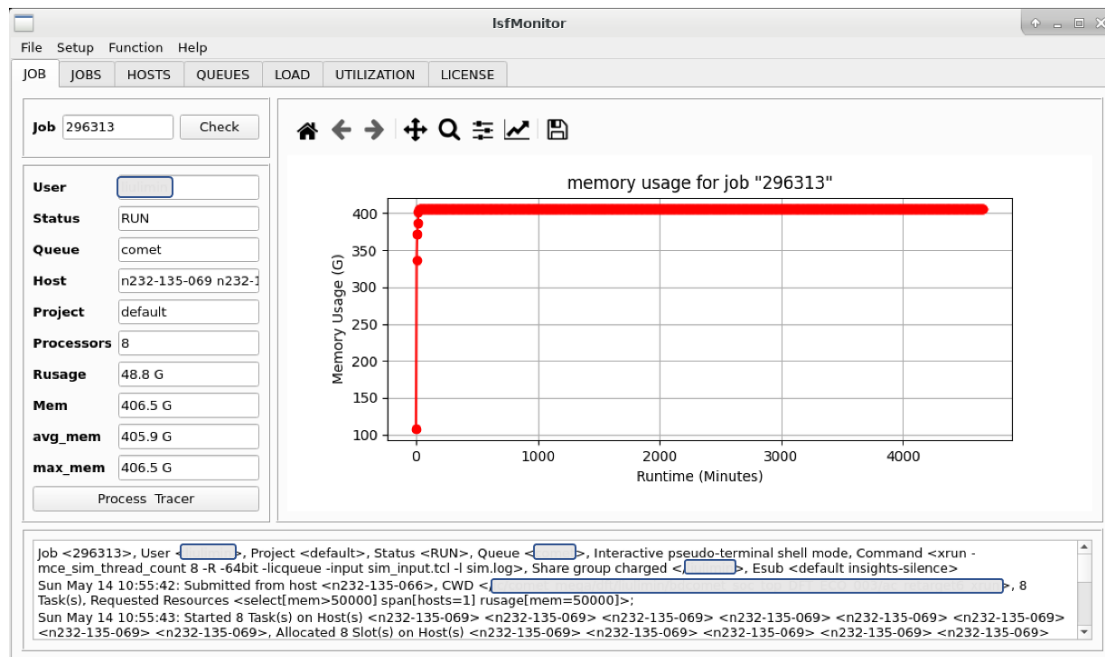 lsfMonitor
File Setup Function Help
JOB JOBS HOSTS QUEUES LOAD UTILIZATION LICENSE
Job 296313 Check
User
Status RUN
Queue comet
Host n232-135-069 n232-1
Project default
Processors 8
Rusage 48.8 G
Mem 406.5 G
avg_mem 405.9 G
max_mem 406.5 G
Process Tracer
memory usage for job "296313"
Memory Usage (G)
400
350
300
250
200
150
100
0 1000 2000 3000 4000
Runtime (Minutes)
Job <296313>, User < >, Project <default>, Status <RUN>, Queue < >, Interactive pseudo-terminal shell mode, Command <xrun -
mce_sim_thread_count 8 -R -64bit -licqueue -input sim_input.tcl -l sim.log>, Share group charged </ >, Esub <default insights-silence>
Sun May 14 10:55:42: Submitted from host <n232-135-066>, CWD </ >, 8
Task(s), Requested Resources <select[mem>50000] span[hosts=1] rusage[mem=50000]>;
Sun May 14 10:55:43: Started 8 Task(s) on Host(s) <n232-135-069> <n232-135-069> <n232-135-069> <n232-135-069> <n232-135-069>
<n232-135-069> <n232-135-069> <n232-135-069>, Allocated 8 Slot(s) on Host(s) <n232-135-069> <n232-135-069> <n232-135-069>